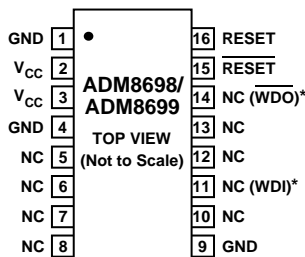 GND 1 16 RESET
V_CC 2 15 R̅E̅S̅E̅T̅
V_CC 3 ADM8698/ 14 NC (W̅D̅O̅)*
GND 4 ADM8699 13 NC
TOP VIEW
NC 5 (Not to Scale) 12 NC
NC 6 11 NC (WDI)*
NC 7 10 NC
NC 8 9 GND